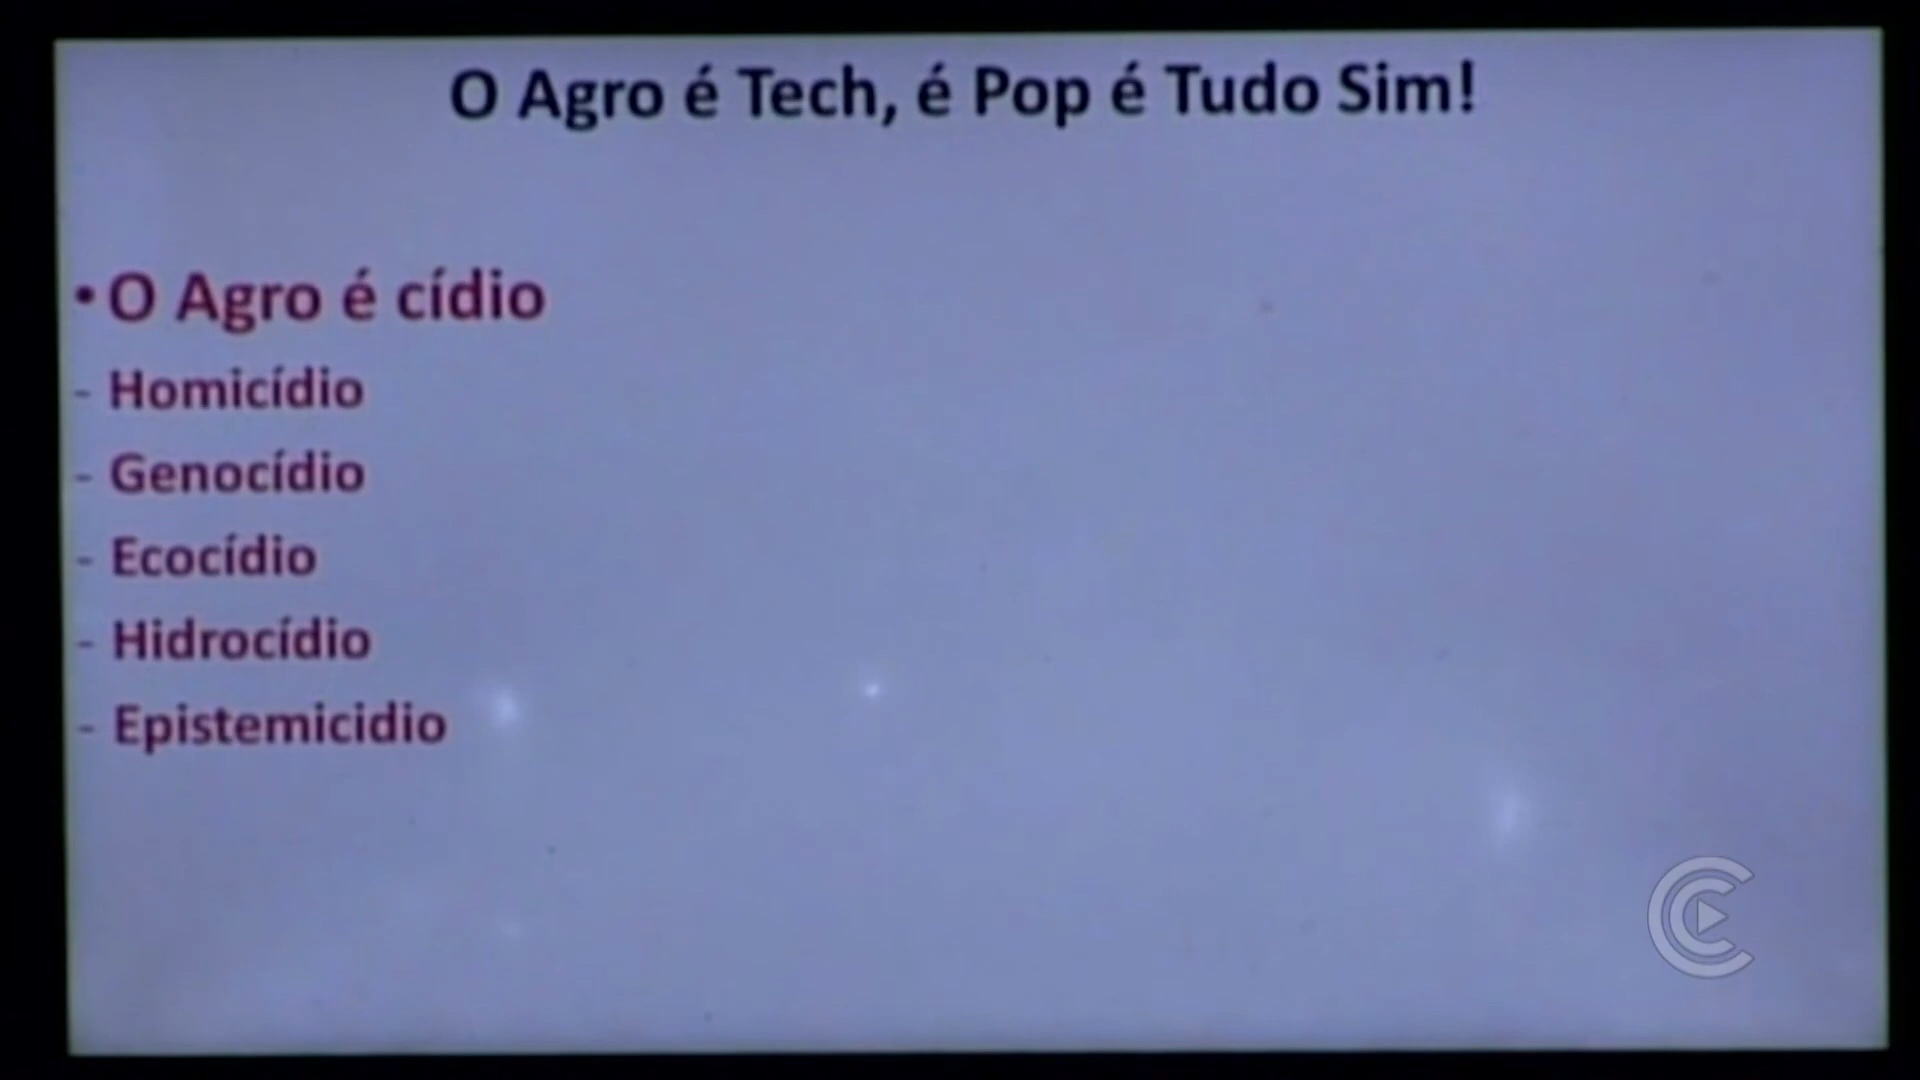 O Agro é Tech, é Pop é Tudo Sim!
• O Agro é cídio
- Homicídio
- Genocídio
- Ecocídio
- Hidrocídio
- Epistemicidio